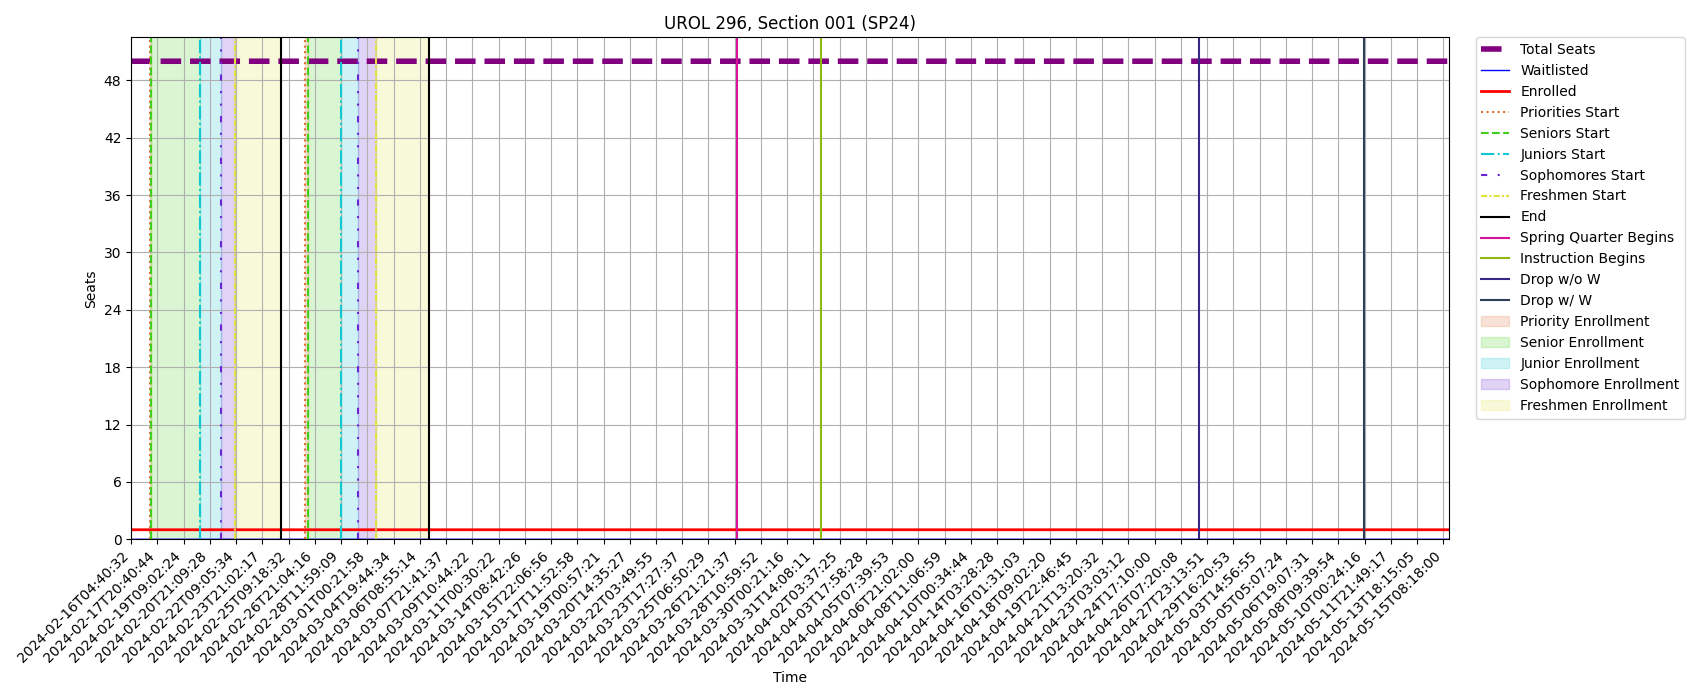 UROL 296, Section 001 (SP24)
Seats
48
42
36
30
24
18
12
6
0
2024-02-16T04:40:32
2024-02-17T20:40:44
2024-02-19T09:02:24
2024-02-20T21:09:28
2024-02-22T09:05:34
2024-02-23T21:02:17
2024-02-25T09:18:32
2024-02-26T21:04:16
2024-02-28T11:59:09
2024-03-01T00:21:58
2024-03-04T19:44:34
2024-03-06T08:55:14
2024-03-07T21:41:37
2024-03-09T10:44:22
2024-03-11T00:30:22
2024-03-14T08:42:26
2024-03-15T22:06:56
2024-03-17T11:52:58
2024-03-19T00:57:21
2024-03-20T14:35:27
2024-03-22T03:49:55
2024-03-23T17:27:37
2024-03-25T06:50:29
2024-03-26T21:21:37
2024-03-28T10:59:52
2024-03-30T00:21:16
2024-03-31T14:08:11
2024-04-02T03:37:25
2024-04-03T17:58:28
2024-04-05T07:39:53
2024-04-06T21:02:00
2024-04-08T11:06:59
2024-04-10T00:34:44
2024-04-14T03:28:28
2024-04-16T01:31:03
2024-04-18T09:02:20
2024-04-19T22:46:45
2024-04-21T13:20:32
2024-04-23T03:03:12
2024-04-24T17:10:00
2024-04-26T07:20:08
2024-04-27T23:13:51
2024-04-29T16:20:53
2024-05-03T14:56:55
2024-05-05T05:07:24
2024-05-06T19:07:31
2024-05-08T09:39:54
2024-05-10T00:24:16
2024-05-11T21:49:17
2024-05-13T18:15:05
2024-05-15T08:18:00
Time
Total Seats
Waitlisted
Enrolled
Priorities Start
Seniors Start
Juniors Start
Sophomores Start
Freshmen Start
End
Spring Quarter Begins
Instruction Begins
Drop w/o W
Drop w/ W
Priority Enrollment
Senior Enrollment
Junior Enrollment
Sophomore Enrollment
Freshmen Enrollment